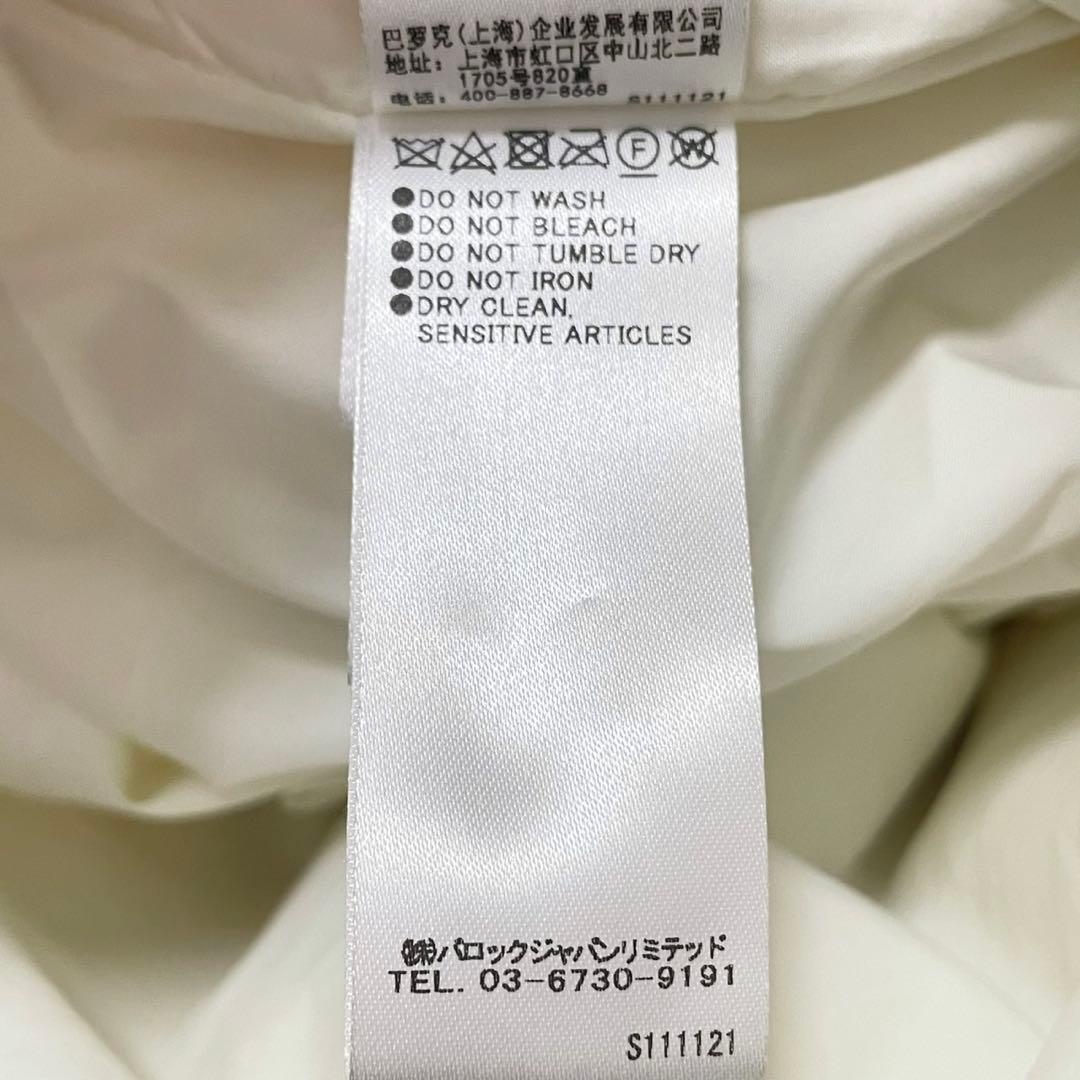 巴罗克(上海)企业发展有限公司
地址: 上海市虹口区中山北二路
1705号820室
电话: 400-887-8668 S111121
F W
●DO NOT WASH
●DO NOT BLEACH
●DO NOT TUMBLE DRY
●DO NOT IRON
●DRY CLEAN,
SENSITIVE ARTICLES
㈱バロックジャパンリミテッド
TEL. 03-6730-9191
S111121